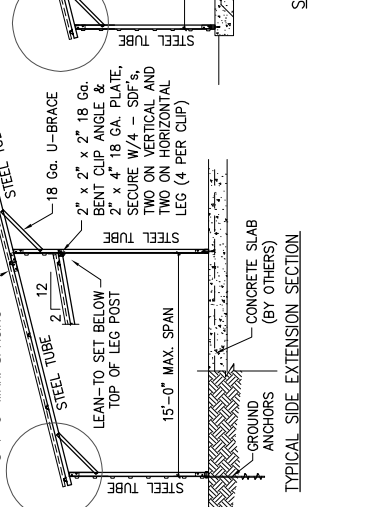 STEEL TUBE
18 Ga. U-BRACE
2" x 2" x 2" 18 Ga.
BENT CLIP ANGLE &
2" x 4" 18 GA. PLATE,
SECURE W/4 - SDF's,
TWO ON VERTICAL AND
TWO ON HORIZONTAL
LEG (4 PER CLIP)
STEEL TUBE
12
2
STEEL TUBE
LEAN-TO SET BELOW
TOP OF LEG POST
15'-0" MAX. SPAN
STEEL TUBE
CONCRETE SLAB
(BY OTHERS)
GROUND
ANCHORS
TYPICAL SIDE EXTENSION SECTION